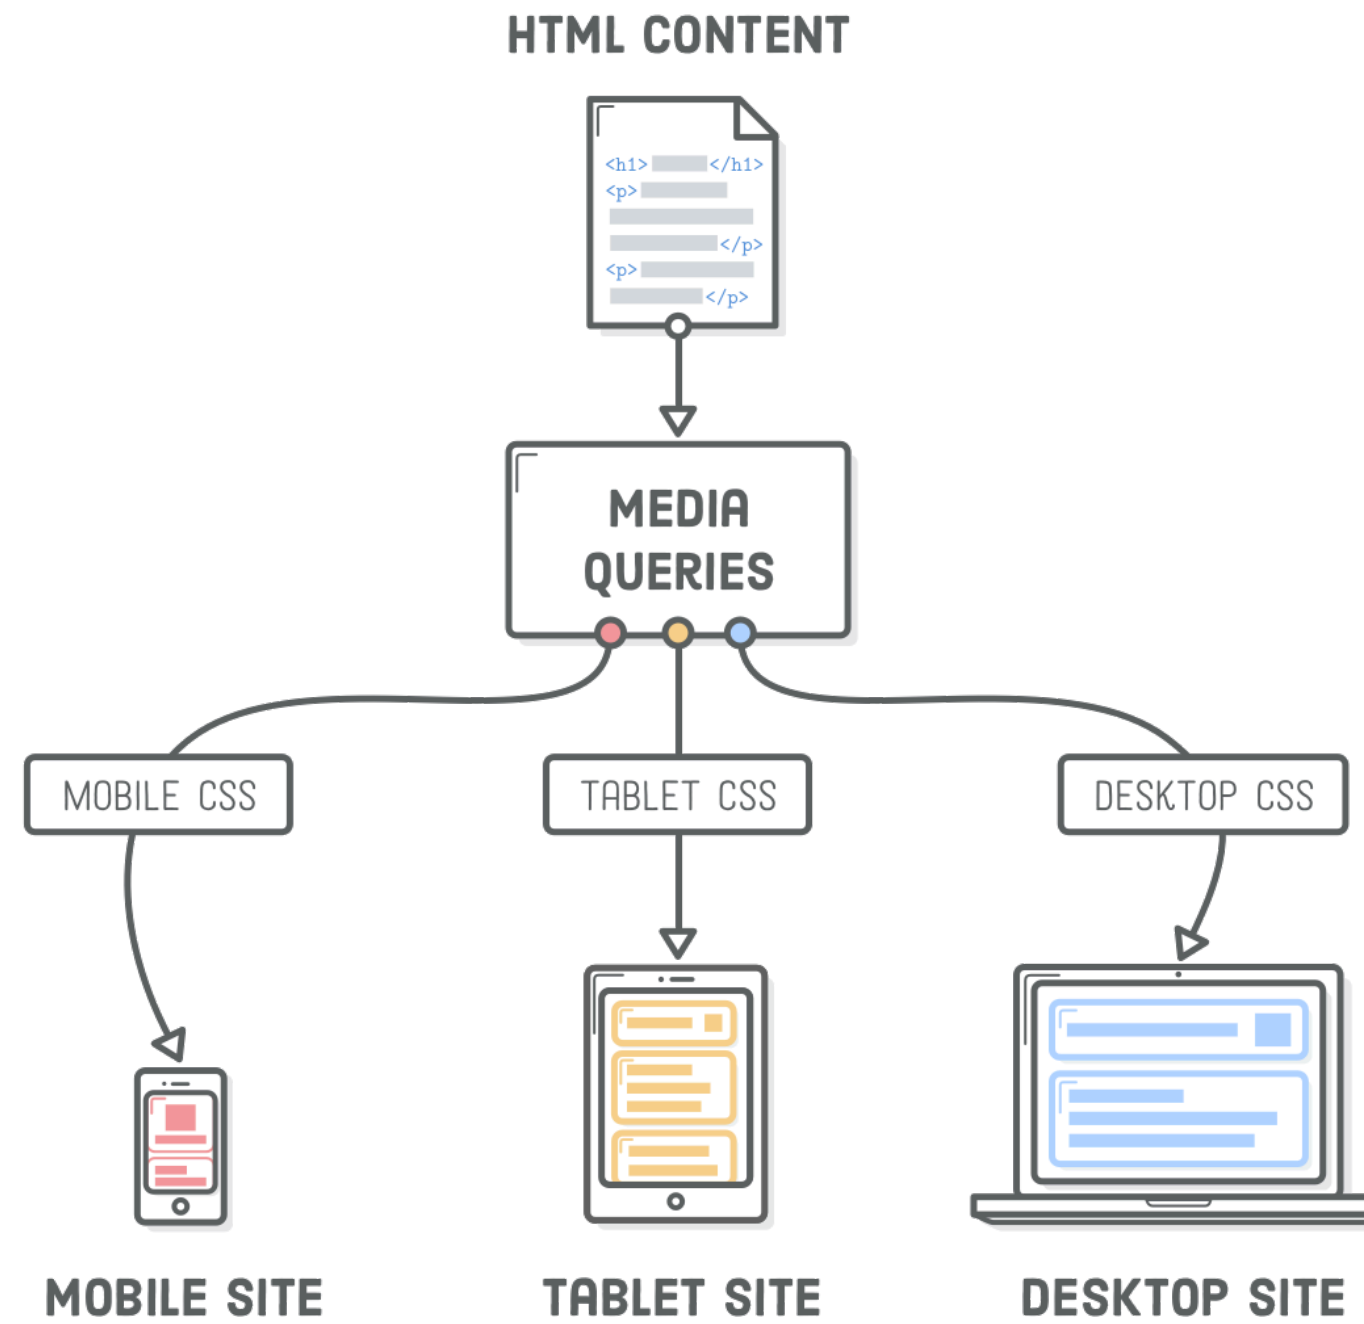 HTML CONTENT
<h1> </h1>
<p>
</p>
<p>
</p>
MEDIA
QUERIES
MOBILE CSS
TABLET CSS
DESKTOP CSS
MOBILE SITE
TABLET SITE
DESKTOP SITE